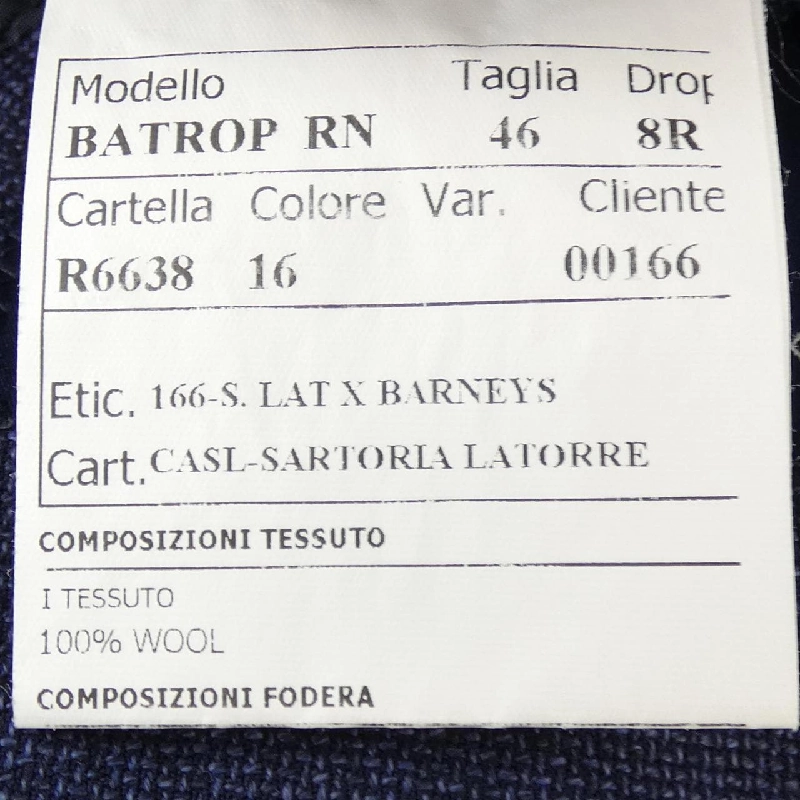 Modello Taglia Drop
BATROP RN 46 8R
Cartella Colore Var. Cliente
R6638 16 00166
Etic. 166-S. LAT X BARNEYS
Cart. CASL-SARTORIA LATORRE
COMPOSIZIONI TESSUTO
I TESSUTO
100% WOOL
COMPOSIZIONI FODERA